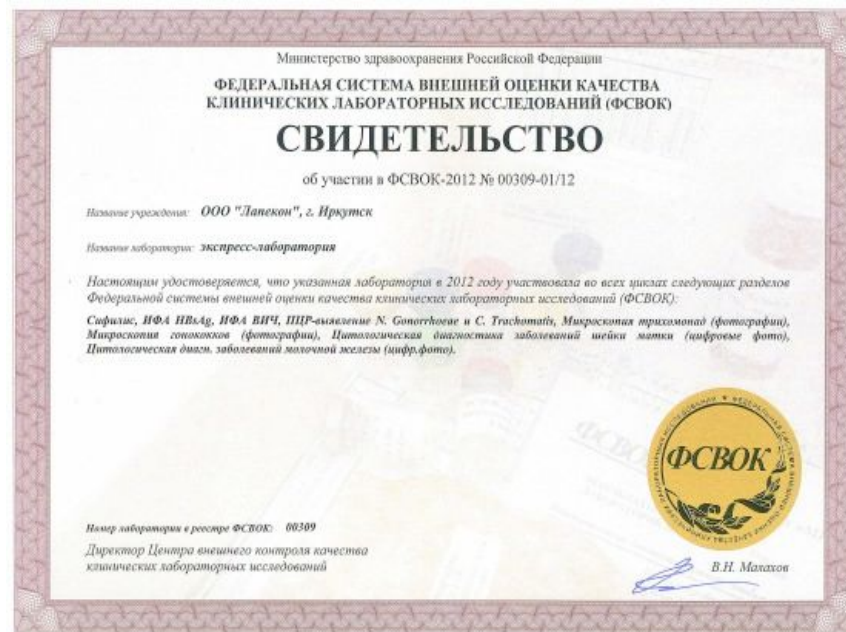 Министерство здравоохранения Российской Федерации
ФЕДЕРАЛЬНАЯ СИСТЕМА ВНЕШНЕЙ ОЦЕНКИ КАЧЕСТВА
КЛИНИЧЕСКИХ ЛАБОРАТОРНЫХ ИССЛЕДОВАНИЙ (ФСВОК)
СВИДЕТЕЛЬСТВО
об участии в ФСВОК-2012 № 00309-01/12
Название учреждения: ООО "Лапекон", г. Иркутск
Название лаборатории: экспресс-лаборатория
Настоящим удостоверяется, что указанная лаборатория в 2012 году участвовала во всех циклах следующих разделов
Федеральной системы внешней оценки качества клинических лабораторных исследований (ФСВОК):
Сифилис, ИФА HBsAg, ИФА ВИЧ, ПЦР-выявление N. Gonorrhoeae и C. Trachomatis, Микроскопия трихомонад (фотографии),
Микроскопия гонококков (фотографии), Цитологическая диагностика заболеваний шейки матки (цифровые фото),
Цитологическая диагн. заболеваний молочной железы (цифр.фото).
ФСВОК
Номер лаборатории в реестре ФСВОК: 00309
Директор Центра внешнего контроля качества
клинических лабораторных исследований
В.Н. Малахов